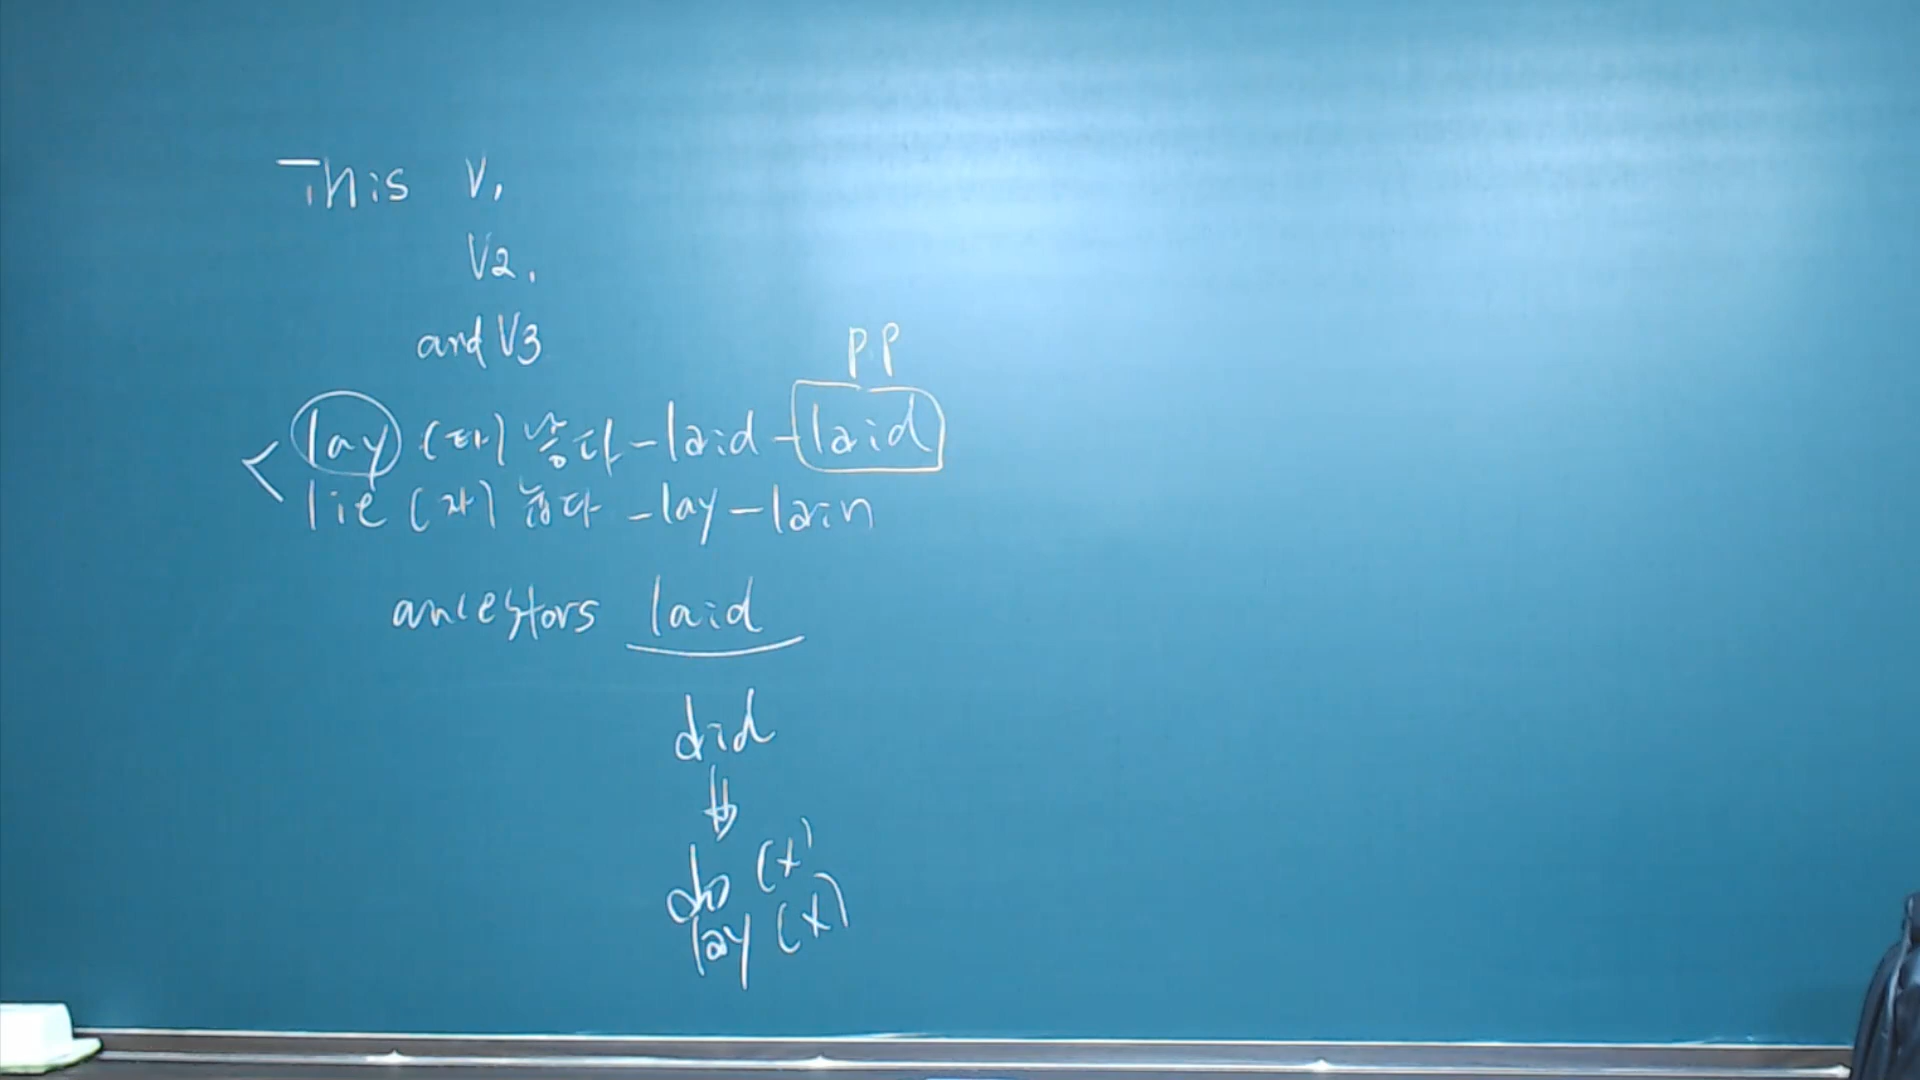 This V1,
V2,
and V3
P.P
lay (타) 놓다 - laid - laid
lie (자) 눕다 - lay - lain
ancestors laid
did
do (x)
lay (x)